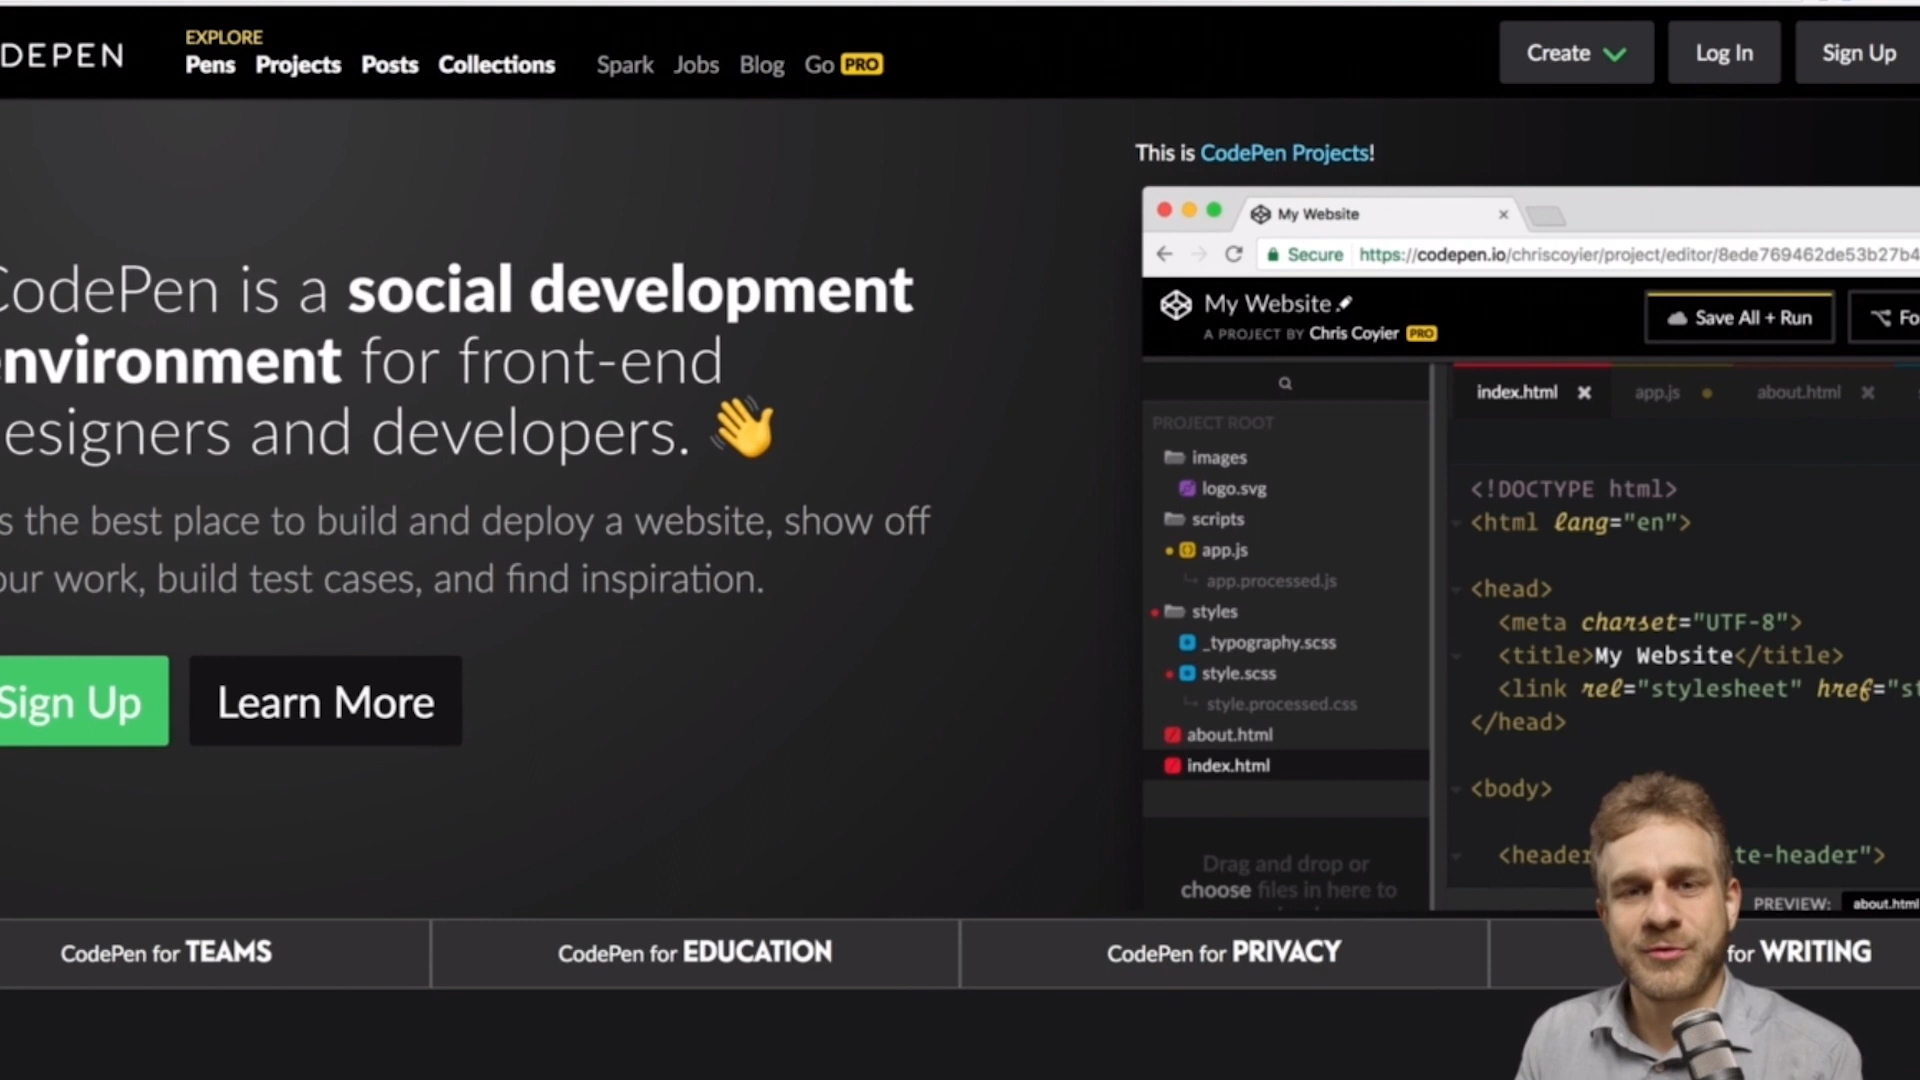 DEPEN
EXPLORE
Pens Projects Posts Collections Spark Jobs Blog Go PRO
Create Log In Sign Up
This is CodePen Projects!
My Website
Secure https://codepen.io/chriscoyier/project/editor/8ede769462de53b27b4
My Website
A PROJECT BY Chris Coyier PRO
Save All + Run Fo
CodePen is a social development
environment for front-end
esigners and developers. 👋
s the best place to build and deploy a website, show off
our work, build test cases, and find inspiration.
Sign Up Learn More
PROJECT ROOT
images
logo.svg
scripts
app.js
app.processed.js
styles
_typography.scss
style.scss
style.processed.css
about.html
index.html
Drag and drop or
choose files in here to
index.html app.js about.html
<!DOCTYPE html>
<html lang="en">
<head>
<meta charset="UTF-8">
<title>My Website</title>
<link rel="stylesheet" href="st
</head>
<body>
<header te-header">
PREVIEW: about.html
CodePen for TEAMS
CodePen for EDUCATION
CodePen for PRIVACY
for WRITING